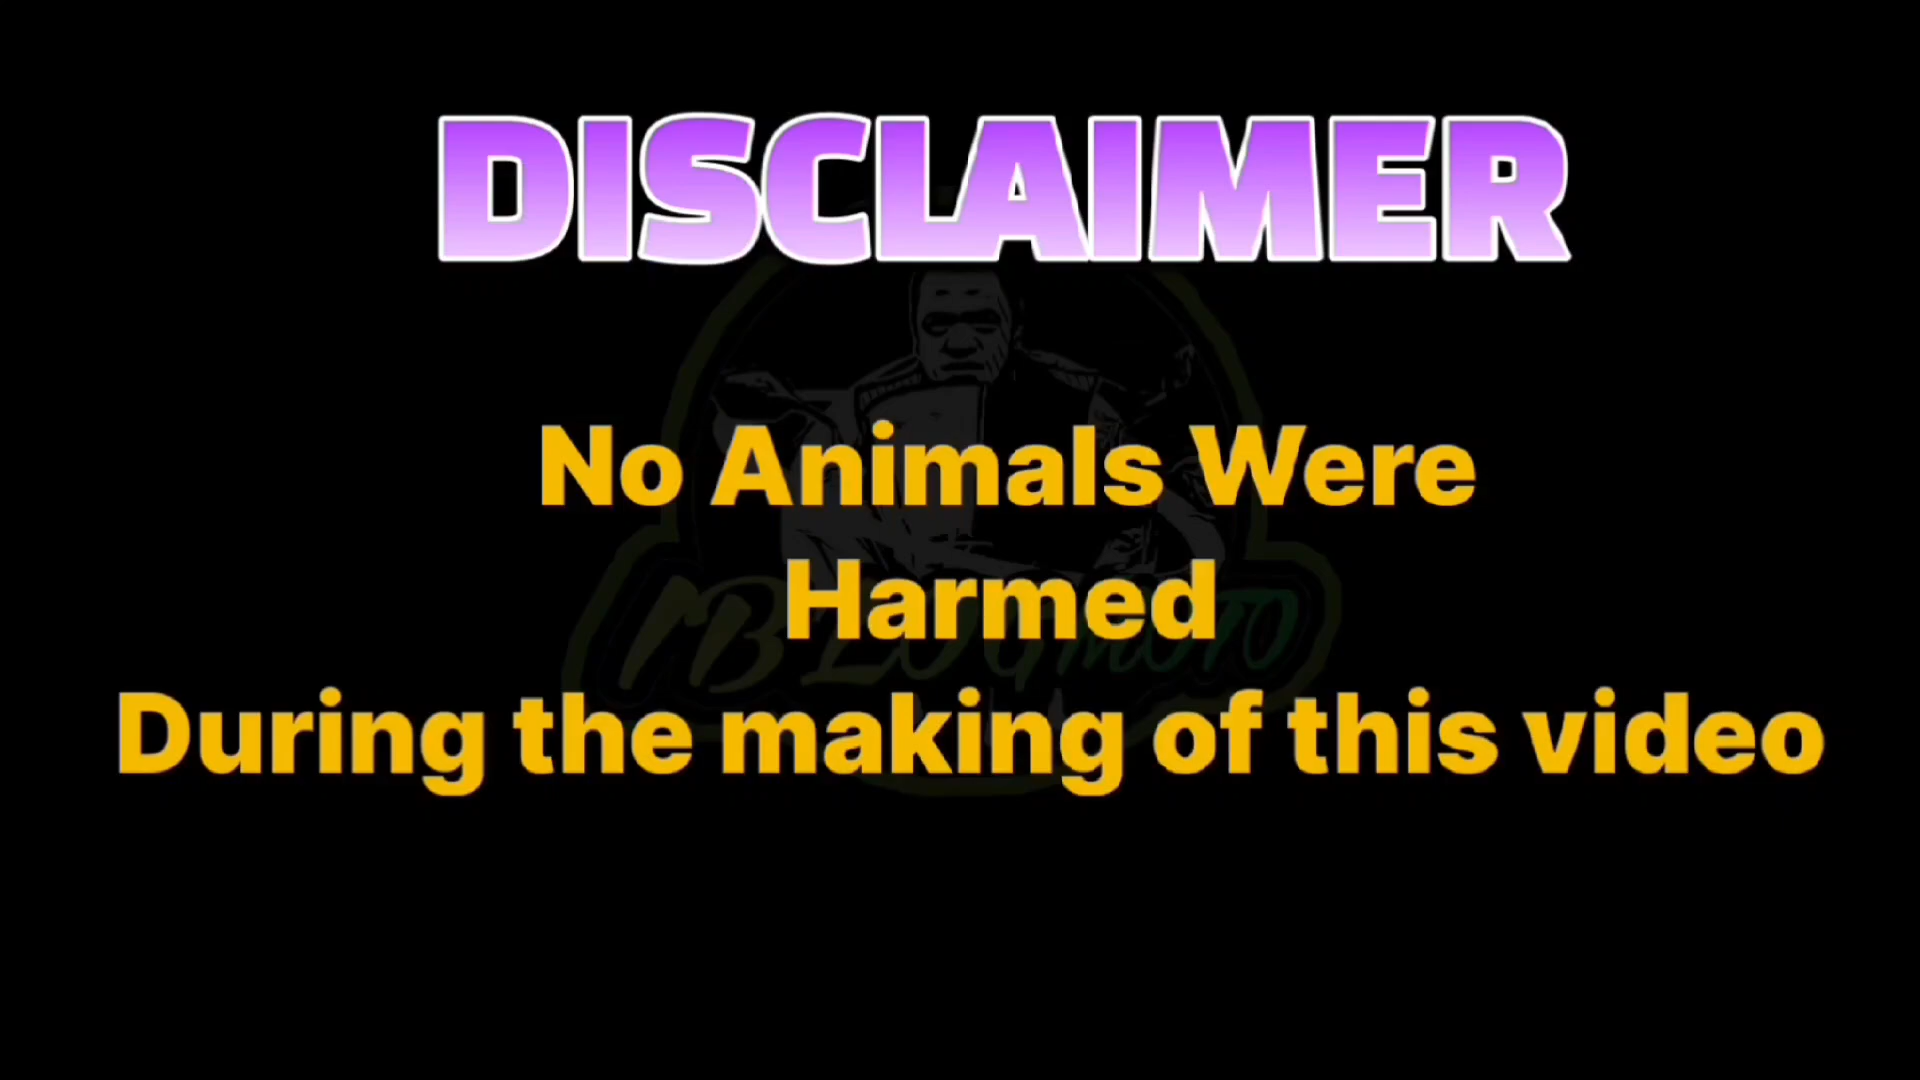 DISCLAIMER
No Animals Were
Harmed
During the making of this video